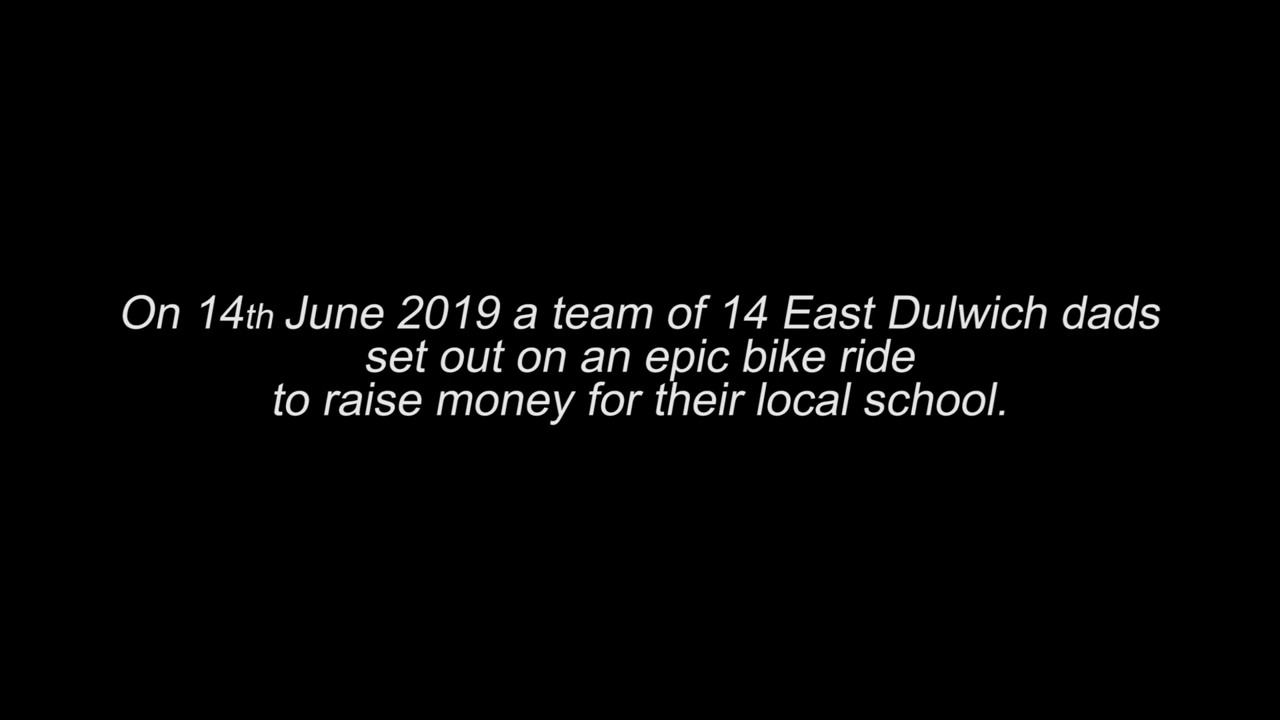 On 14th June 2019 a team of 14 East Dulwich dads
set out on an epic bike ride
to raise money for their local school.